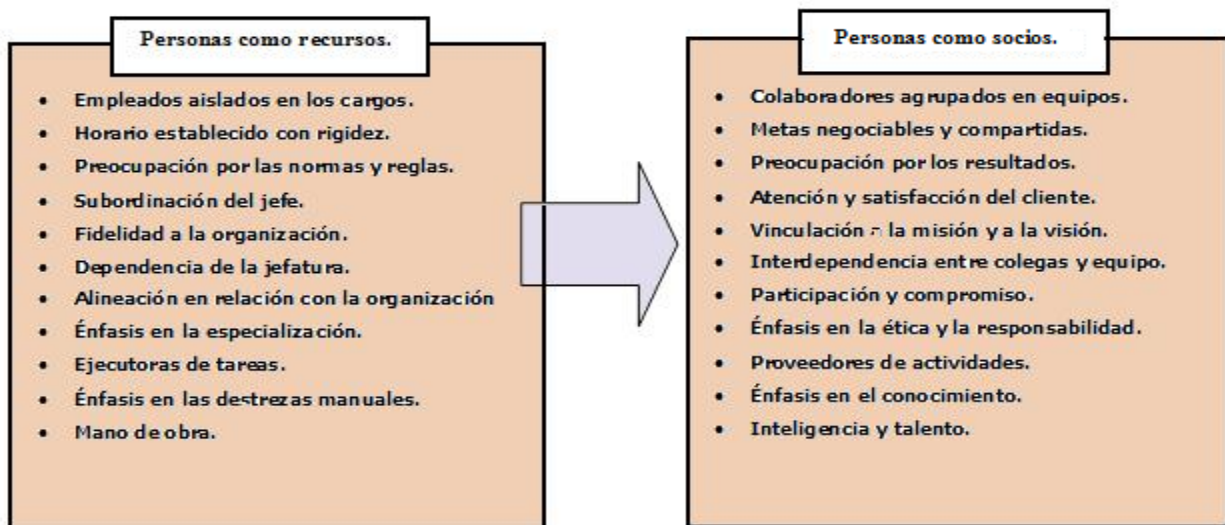 Personas como recursos.
• Empleados aislados en los cargos.
• Horario establecido con rigidez.
• Preocupación por las normas y reglas.
• Subordinación del jefe.
• Fidelidad a la organización.
• Dependencia de la jefatura.
• Alineación en relación con la organización
• Énfasis en la especialización.
• Ejecutoras de tareas.
• Énfasis en las destrezas manuales.
• Mano de obra.
Personas como socios.
• Colaboradores agrupados en equipos.
• Metas negociables y compartidas.
• Preocupación por los resultados.
• Atención y satisfacción del cliente.
• Vinculación a la misión y a la visión.
• Interdependencia entre colegas y equipo.
• Participación y compromiso.
• Énfasis en la ética y la responsabilidad.
• Proveedores de actividades.
• Énfasis en el conocimiento.
• Inteligencia y talento.